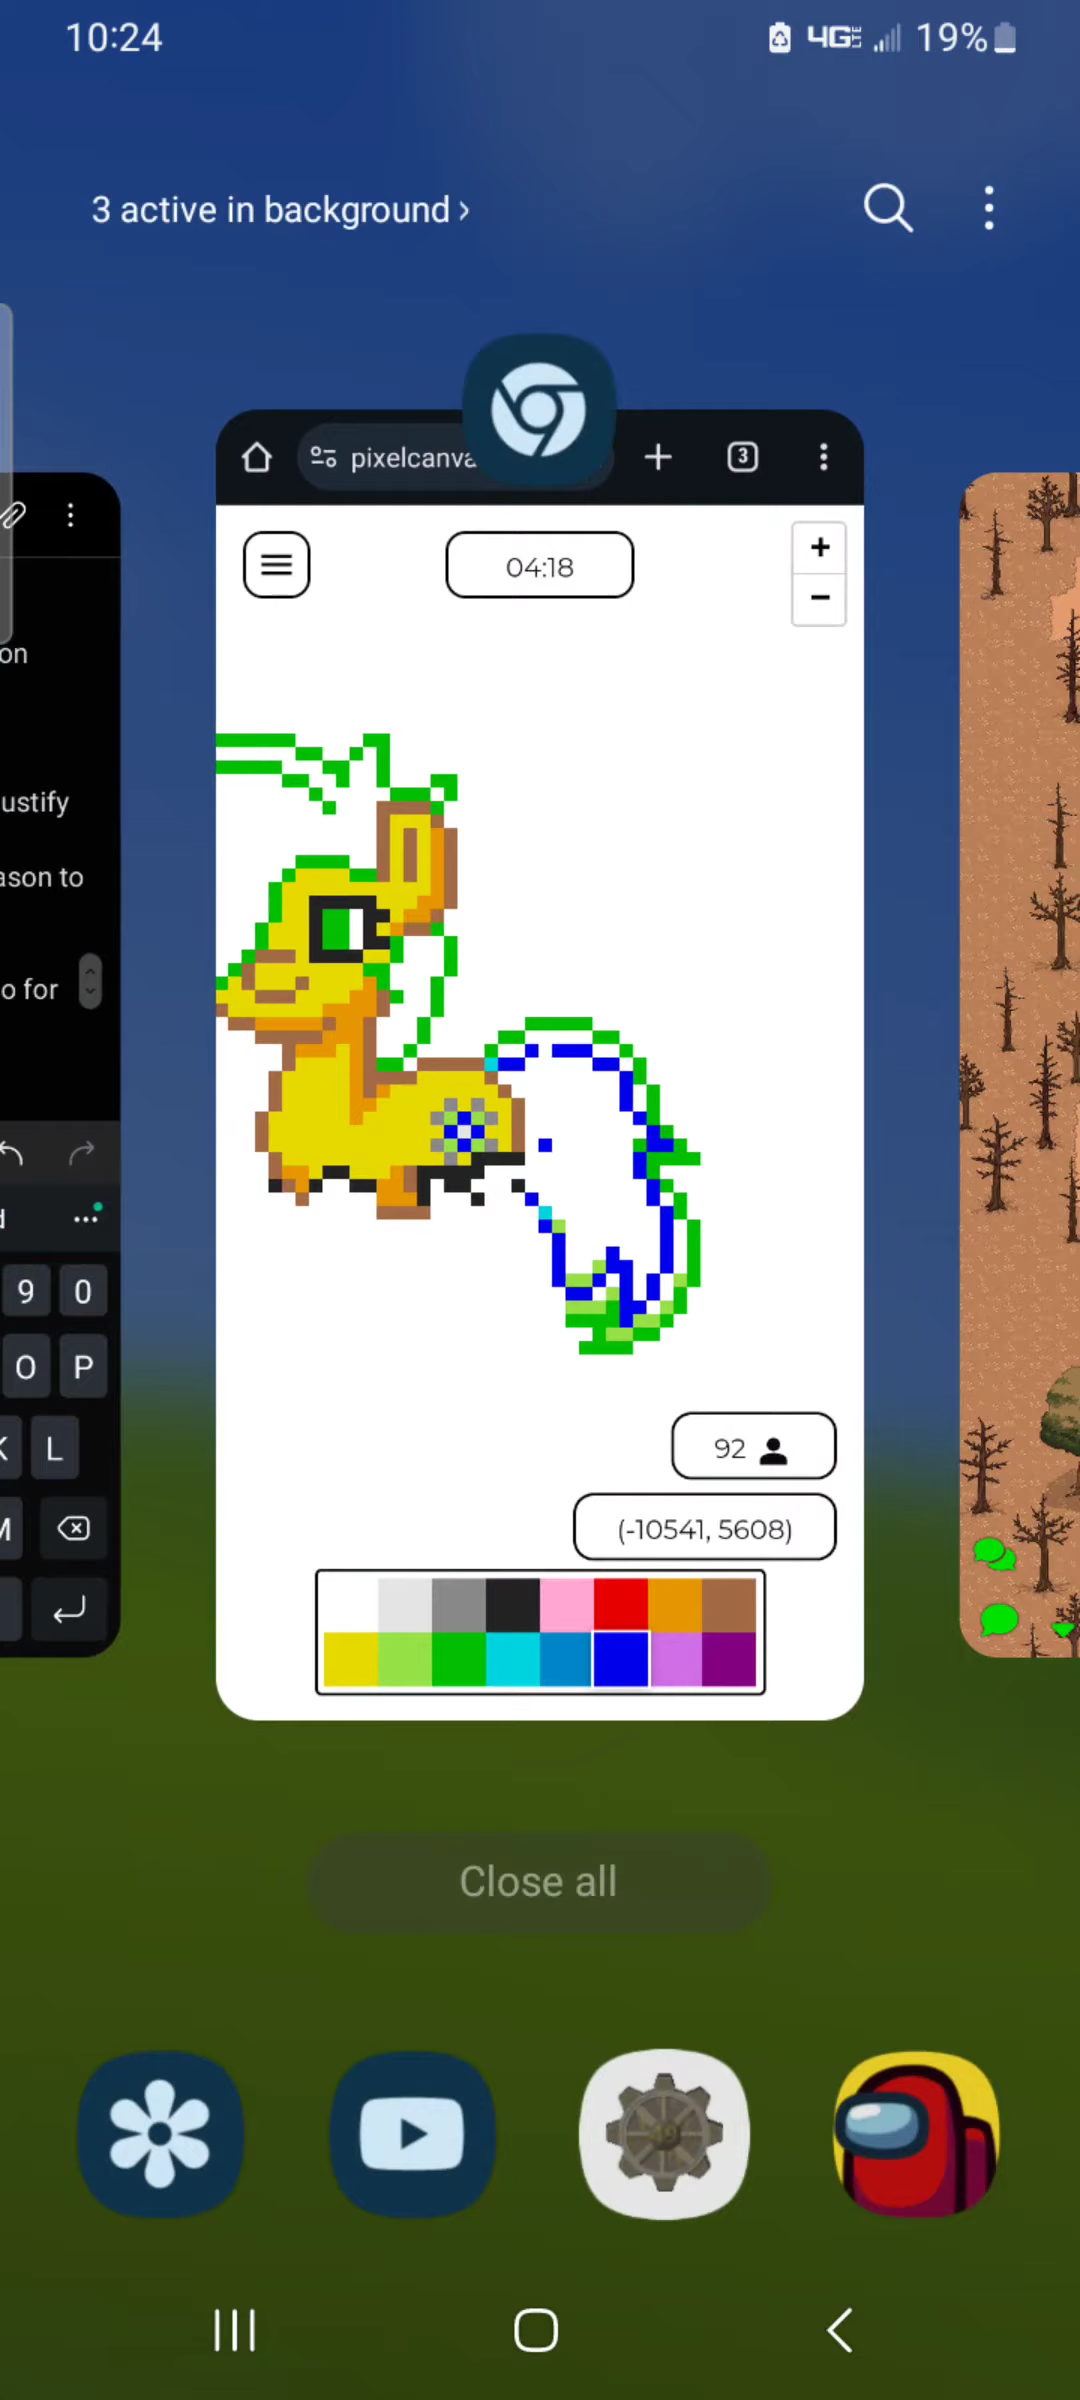 10:24
4G LTE 19%
3 active in background ›
pixelcanva
3
04:18
+
−
on
ustify
ason to
o for
d
9 0
O P
K L
M
92
(-10541, 5608)
Close all